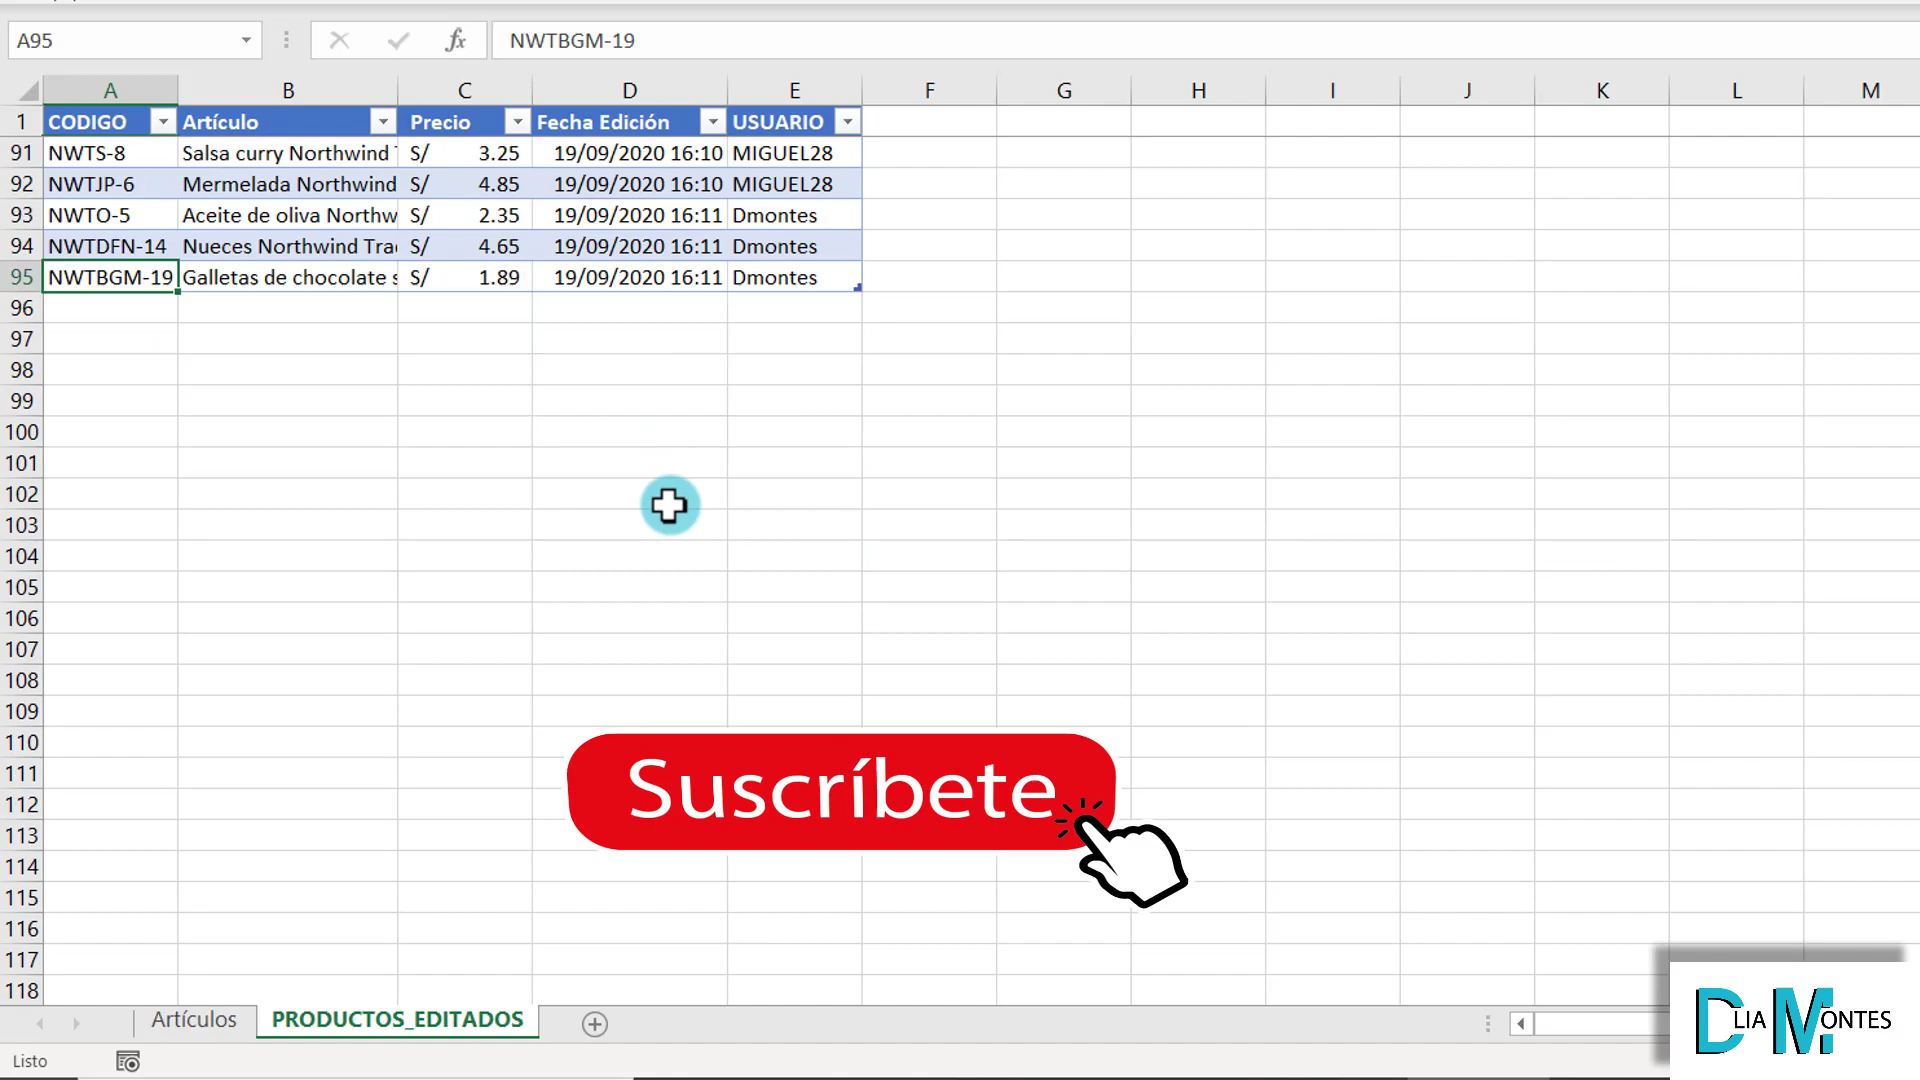 A95 fx NWTBGM-19
A B C D E F G H I J K L M
1 CODIGO Artículo Precio Fecha Edición USUARIO
91 NWTS-8 Salsa curry Northwind S/ 3.25 19/09/2020 16:10 MIGUEL28
92 NWTJP-6 Mermelada Northwind S/ 4.85 19/09/2020 16:10 MIGUEL28
93 NWTO-5 Aceite de oliva Northw S/ 2.35 19/09/2020 16:11 Dmontes
94 NWTDFN-14 Nueces Northwind Tra S/ 4.65 19/09/2020 16:11 Dmontes
95 NWTBGM-19 Galletas de chocolate s S/ 1.89 19/09/2020 16:11 Dmontes
96
97
98
99
100
101
102
103
104
105
106
107
108
109
110
111
Suscríbete
112
113
114
115
116
117
118
Artículos PRODUCTOS_EDITADOS
DLIA MONTES
Listo